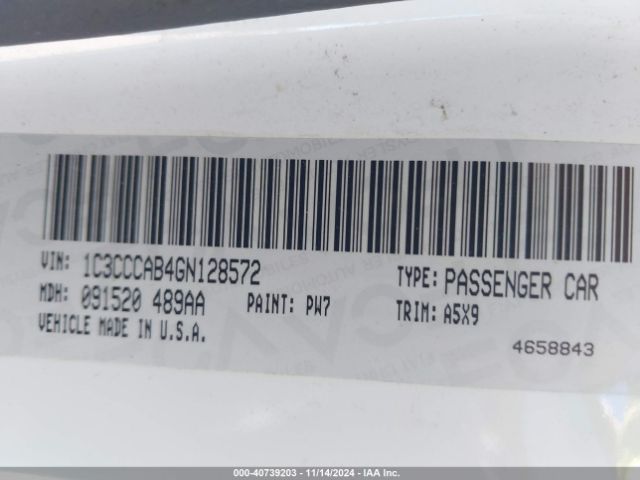 VIN: 1C3CCCAB4GN128572
TYPE: PASSENGER CAR
MDH: 091520 489AA
PAINT: PW7
TRIM: A5X9
VEHICLE MADE IN U.S.A.
4658843
000-40739203 | 11/14/2024 - IAA Inc.